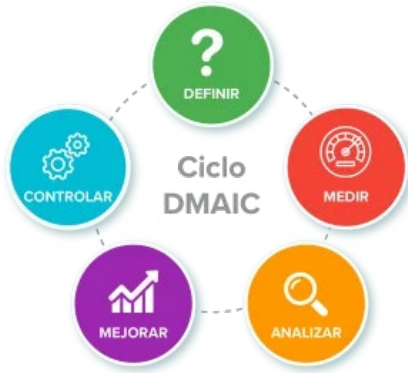 DEFINIR
Ciclo
DMAIC
CONTROLAR
MEDIR
MEJORAR
ANALIZAR